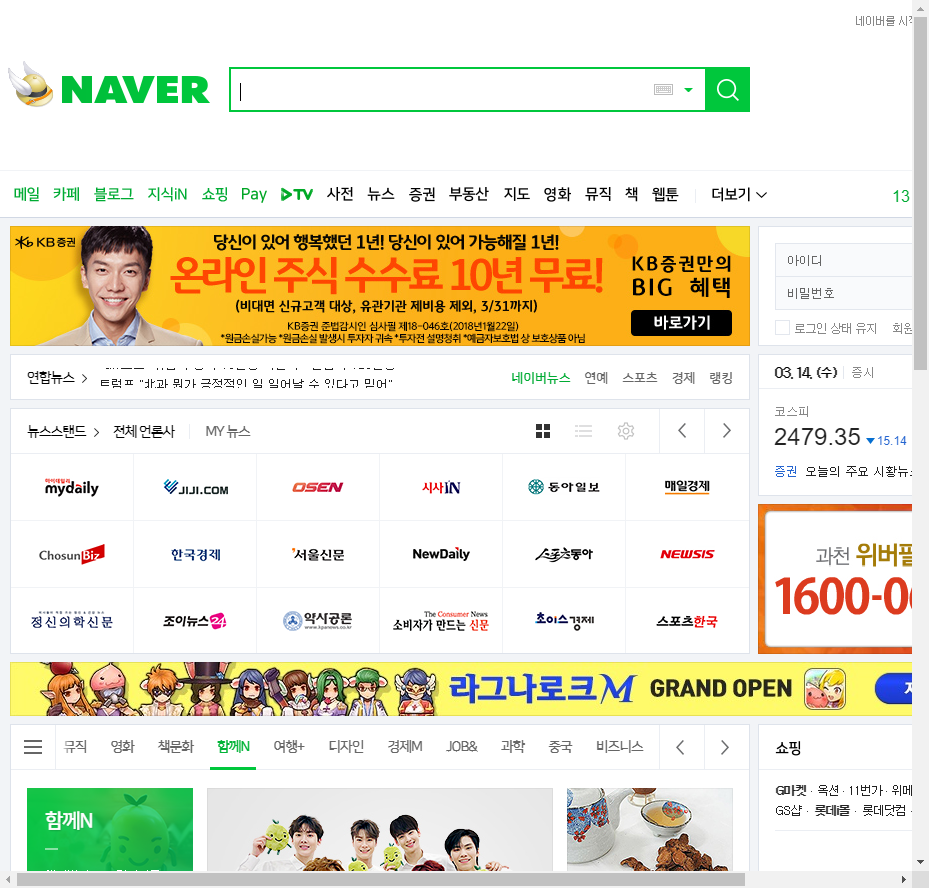 네이버를 시작
NAVER
메일 카페 블로그 지식iN 쇼핑 Pay TV 사전 뉴스 증권 부동산 지도 영화 뮤직 책 웹툰 더보기
13
KB증권
당신이 있어 행복했던 1년! 당신이 있어 가능해질 1년!
온라인 주식 수수료 10년 무료!
(비대면 신규고객 대상, 유관기관 제비용 제외, 3/31까지)
KB증권 준법감시인 심사필 제18-046호(2018년1월22일)
*원금손실가능 *원금손실 발생시 투자자 귀속 *투자전 설명청취 *예금자보호법 상 보호상품 아님
KB증권만의
BIG 혜택
바로가기
아이디
비밀번호
로그인 상태 유지 회원
연합뉴스
트럼프 "北과 뭔가 긍정적인 일 일어날 수 있다고 믿어"
네이버뉴스 연예 스포츠 경제 랭킹
03. 14. (수) 증시
코스피
2479.35 ▼15.14
증권 오늘의 주요 시황뉴스
뉴스스탠드 전체 언론사 MY 뉴스
마이데일리
mydaily JIJI.COM OSEN 시사IN 동아일보 매일경제
ChosunBiz 한국경제 서울신문 NewDaily 스포츠동아 NEWSIS
정신의학신문 조이뉴스24 약사공론 The Consumer News 소비자가 만드는 신문 초이스경제 스포츠한국
www.kpanews.co.kr
과천 위버필
1600-0
라그나로크M GRAND OPEN
뮤직 영화 책문화 함께N 여행+ 디자인 경제M JOB& 과학 중국 비즈니스
함께N
쇼핑
G마켓 · 옥션 · 11번가 · 위메
GS샵 · 롯데i몰 · 롯데닷컴